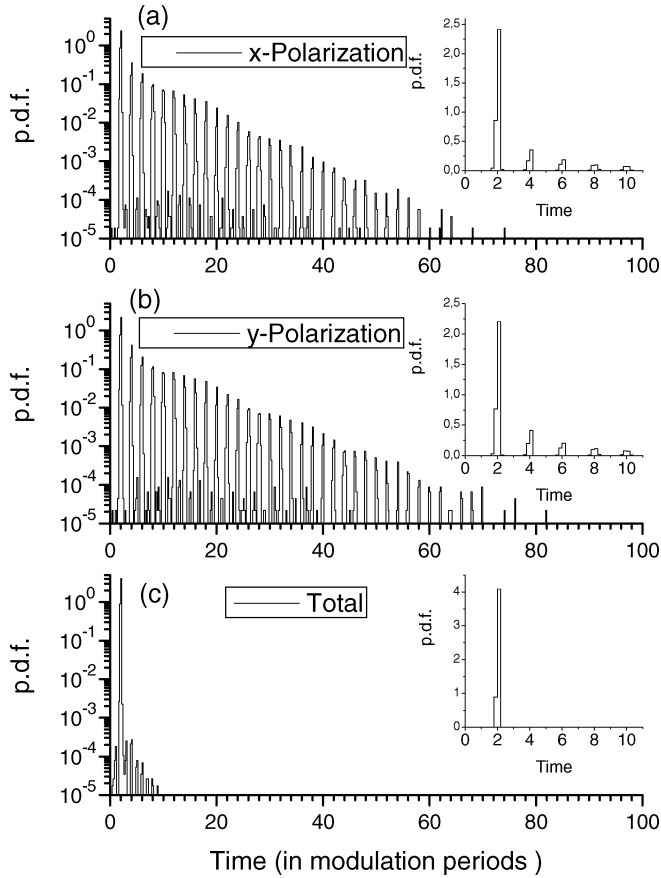 (a)
x-Polarization
p.d.f.
10^0
10^-1
10^-2
10^-3
10^-4
10^-5
0 20 40 60 80 100
p.d.f.
2,5
2,0
1,5
1,0
0,5
0,0
0 2 4 6 8 10
Time
(b)
y-Polarization
p.d.f.
10^0
10^-1
10^-2
10^-3
10^-4
10^-5
0 20 40 60 80 100
p.d.f.
2,5
2,0
1,5
1,0
0,5
0,0
0 2 4 6 8 10
Time
(c)
Total
p.d.f.
10^0
10^-1
10^-2
10^-3
10^-4
10^-5
0 20 40 60 80 100
p.d.f.
4
3
2
1
0
0 2 4 6 8 10
Time
Time (in modulation periods )